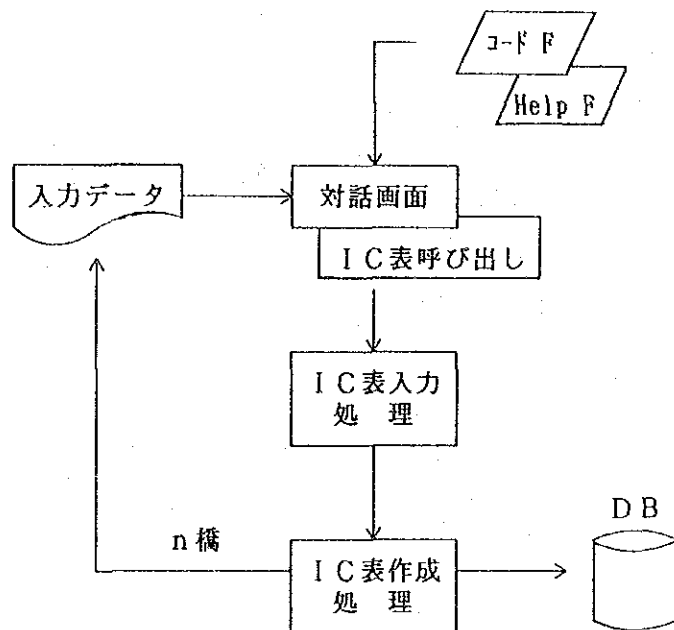 コード F
Help F
入力データ
対話画面
IC表呼び出し
IC表入力
処 理
n橋
DB
IC表作成
処 理